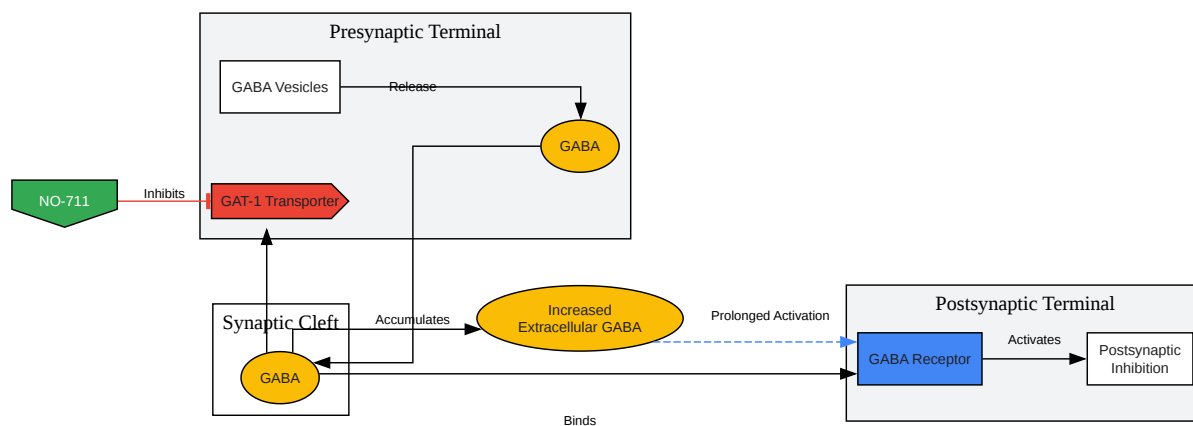 Presynaptic Terminal
GABA Vesicles
Release
GABA
NO-711
Inhibits
GAT-1 Transporter
Synaptic Cleft
GABA
Accumulates
Increased
Extracellular GABA
Prolonged Activation
Postsynaptic Terminal
GABA Receptor
Activates
Postsynaptic
Inhibition
Binds